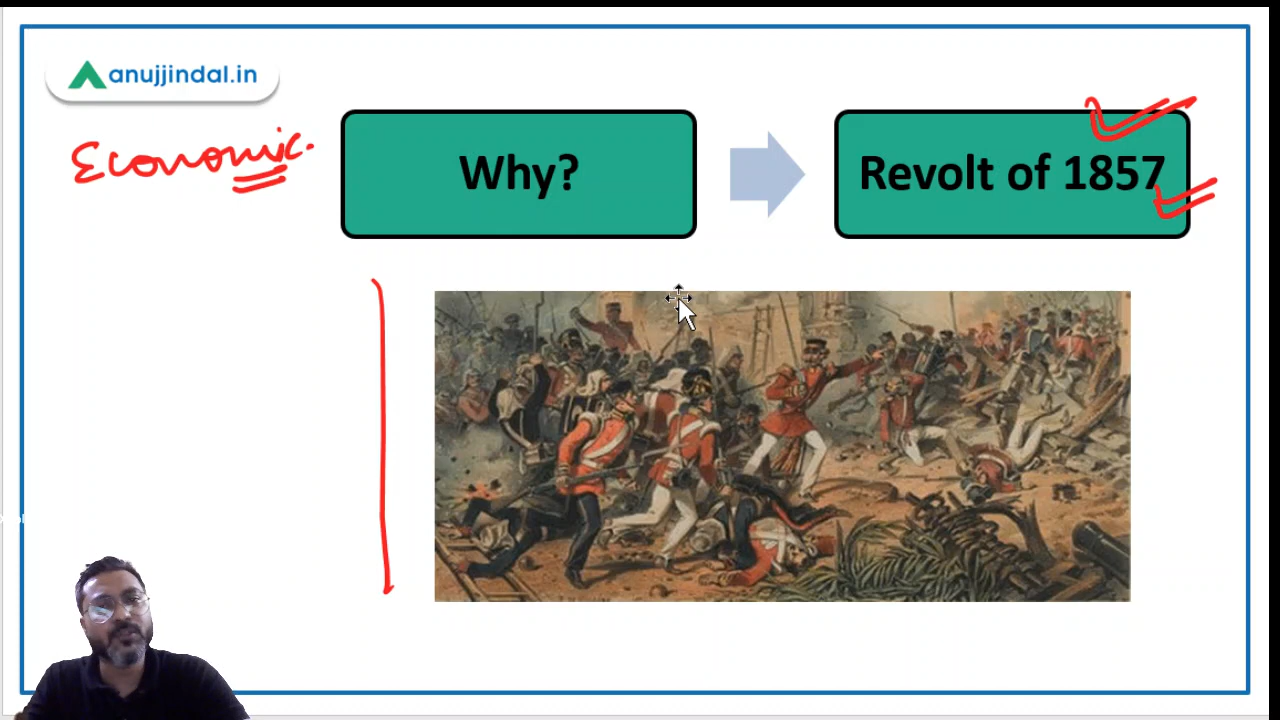 anujjindal.in
Economic.
Why?
Revolt of 1857